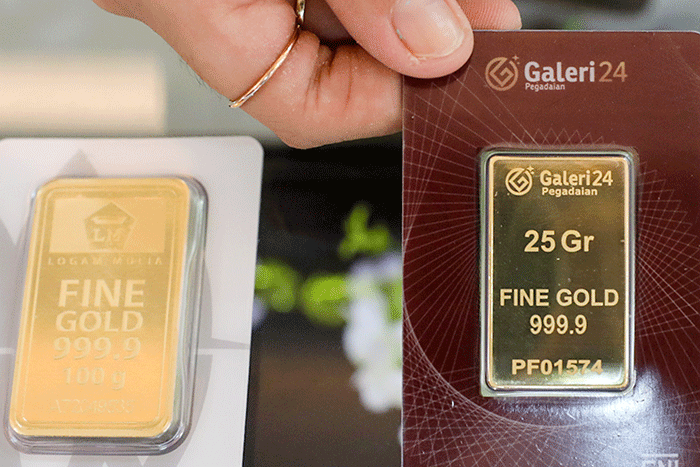 LM
LOGAM MULIA
FINE
GOLD
999.9
100 g
Galeri24
Pegadaian
Galeri24
Pegadaian
25 Gr
FINE GOLD
999.9
PF01574